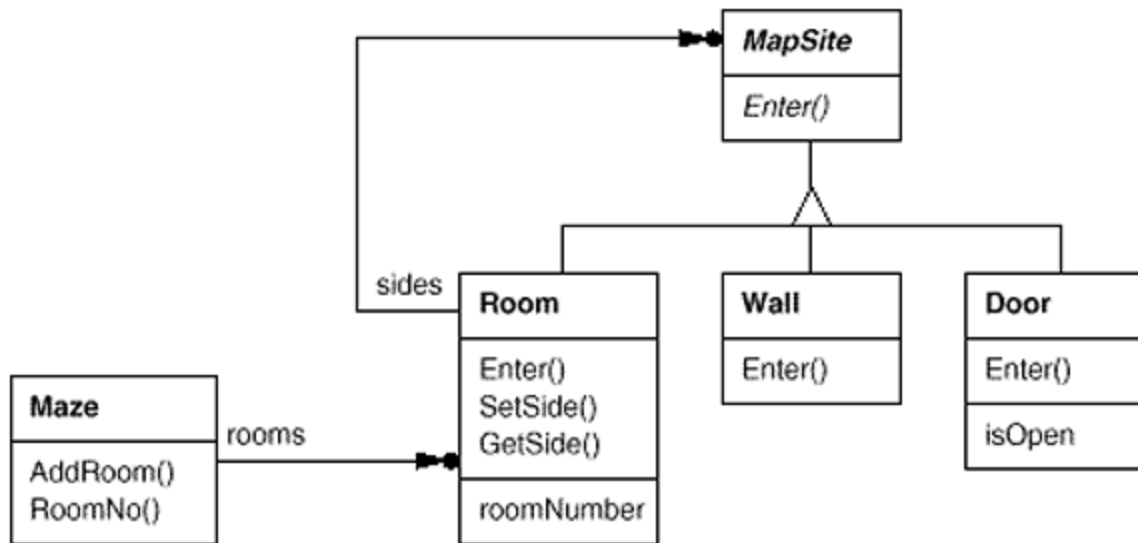 MapSite
Enter()
sides
Room
Enter()
SetSide()
GetSide()
roomNumber
Wall
Enter()
Door
Enter()
isOpen
Maze
AddRoom()
RoomNo()
rooms